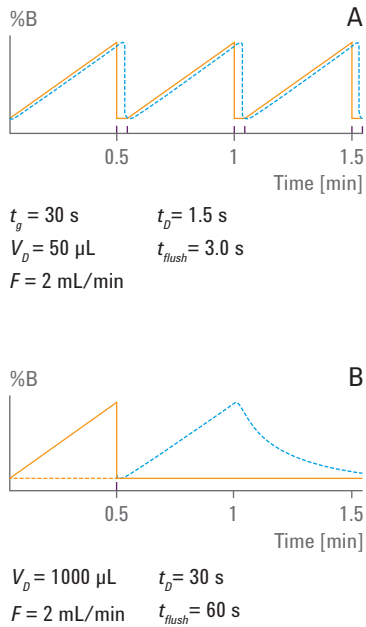 %B A
0.5 1 1.5
Time [min]
t_g = 30 s t_D = 1.5 s
V_D = 50 µL t_flush = 3.0 s
F = 2 mL/min
%B B
0.5 1 1.5
Time [min]
V_D = 1000 µL t_D = 30 s
F = 2 mL/min t_flush = 60 s